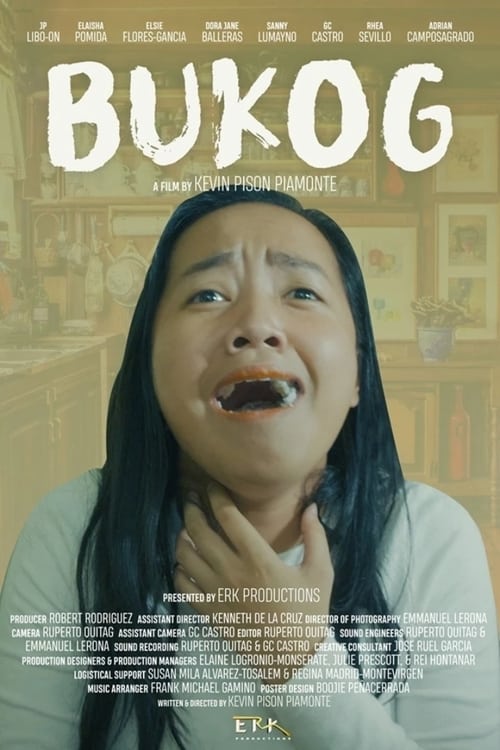 JP LIBO-ON
ELAISHA POMIDA
ELSIE FLORES-GANCIA
DORA JANE BALLERAS
SANNY LUMAYNO
GC CASTRO
RHEA SEVILLO
ADRIAN CAMPOSAGRADO
BUKOG
A FILM BY KEVIN PISON PIAMONTE
PRESENTED BY ERK PRODUCTIONS
PRODUCER ROBERT RODRIGUEZ ASSISTANT DIRECTOR KENNETH DE LA CRUZ DIRECTOR OF PHOTOGRAPHY EMMANUEL LERONA
CAMERA RUPERTO QUITAG ASSISTANT CAMERA GC CASTRO EDITOR RUPERTO QUITAG SOUND ENGINEERS RUPERTO QUITAG &
EMMANUEL LERONA SOUND RECORDING RUPERTO QUITAG & GC CASTRO CREATIVE CONSULTANT JOSE RUEL GARCIA
PRODUCTION DESIGNERS & PRODUCTION MANAGERS ELAINE LOGRONIO-MONSERATE, JULIE PRESCOTT, & REI HONTANAR
LOGISTICAL SUPPORT SUSAN MILA ALVAREZ-TOSALEM & REGINA MADRID-MONTEVIRGEN
MUSIC ARRANGER FRANK MICHAEL GAMINO POSTER DESIGN BOOJIE PEÑACERRADA
WRITTEN & DIRECTED BY KEVIN PISON PIAMONTE
ERK
PRODUCTIONS